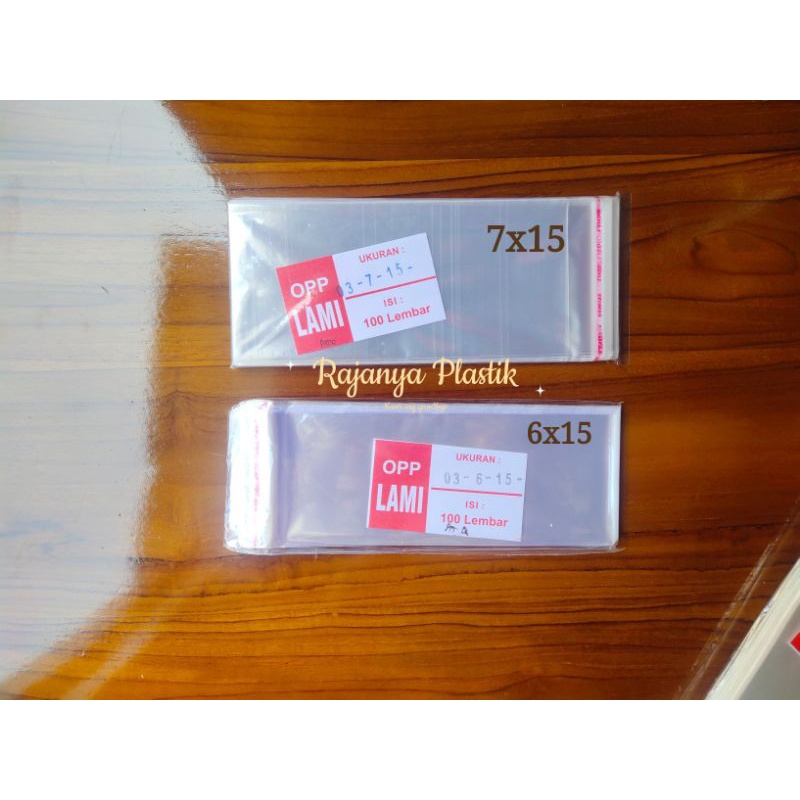 7x15
UKURAN :
OPP
03-7-15-
LAMI
ISI :
100 Lembar
Rajanya Plastik
6x15
UKURAN :
OPP
03-6-15-
LAMI
ISI :
100 Lembar